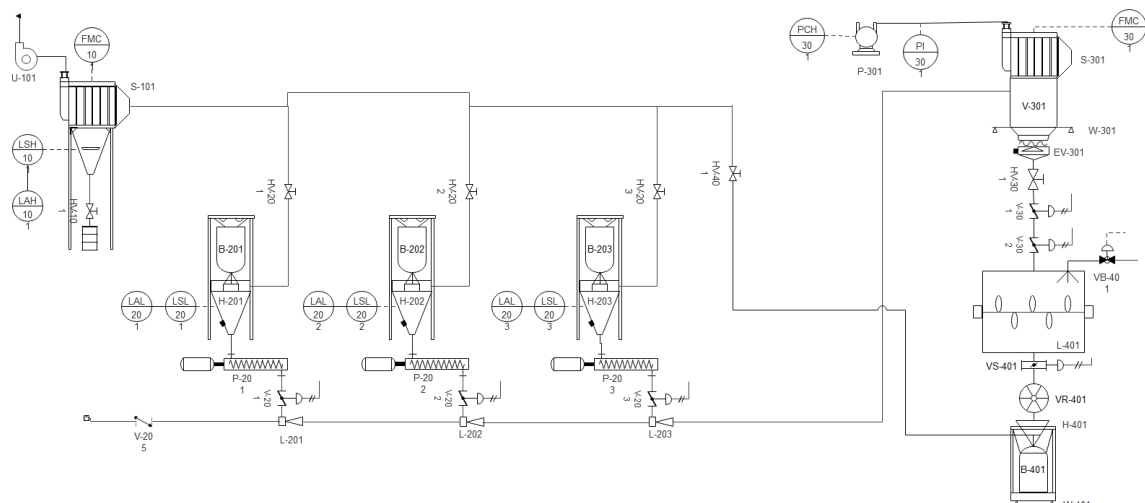 FMC
10
1
U-101
S-101
LSH
10
1
LAH
10
1
HV-10
1
HV-20
1
HV-20
2
HV-20
3
HV-40
1
B-201
B-202
B-203
LAL
20
1
LSL
20
1
H-201
LAL
20
2
LSL
20
2
H-202
LAL
20
3
LSL
20
3
H-203
P-20
1
P-20
2
P-20
3
V-20
1
V-20
2
V-20
3
V-20
5
L-201
L-202
L-203
PCH
30
1
P-301
PI
30
1
FMC
30
1
S-301
V-301
W-301
EV-301
HV-30
1
V-30
1
V-30
2
VB-40
1
L-401
VS-401
VR-401
H-401
B-401